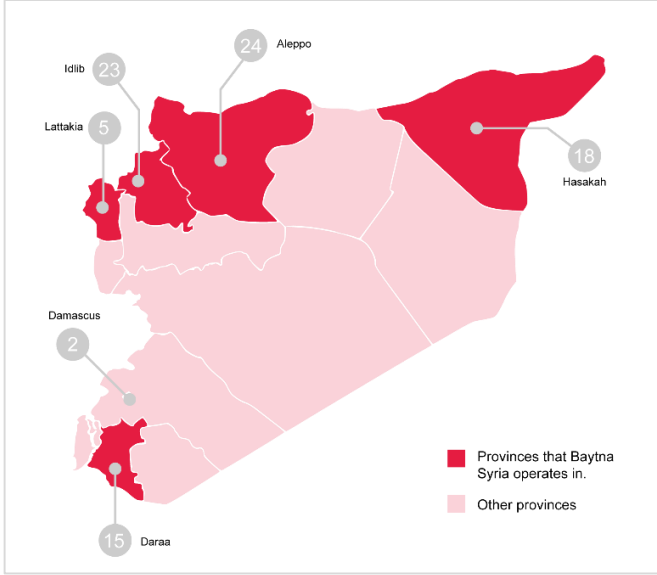 24
Aleppo
Idlib
23
Lattakia
5
18
Hasakah
Damascus
2
Provinces that Baytna
Syria operates in.
Other provinces
15
Daraa